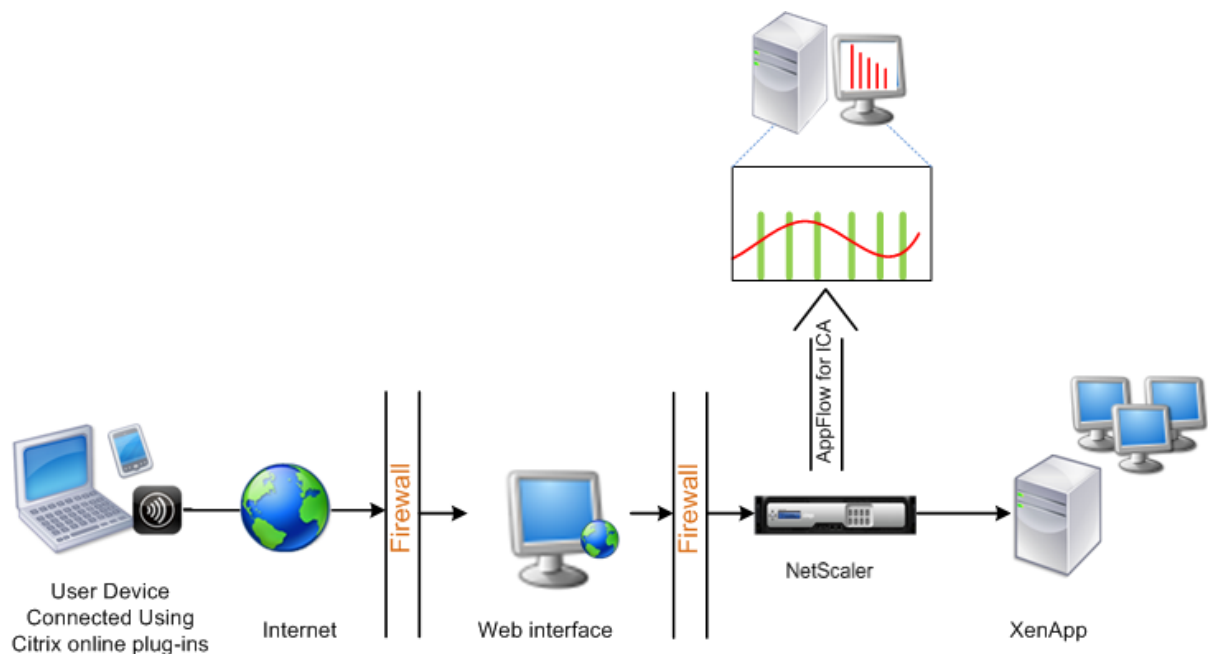 AppFlow for ICA
Firewall
Firewall
NetScaler
User Device
Connected Using
Citrix online plug-ins
Internet
Web interface
XenApp